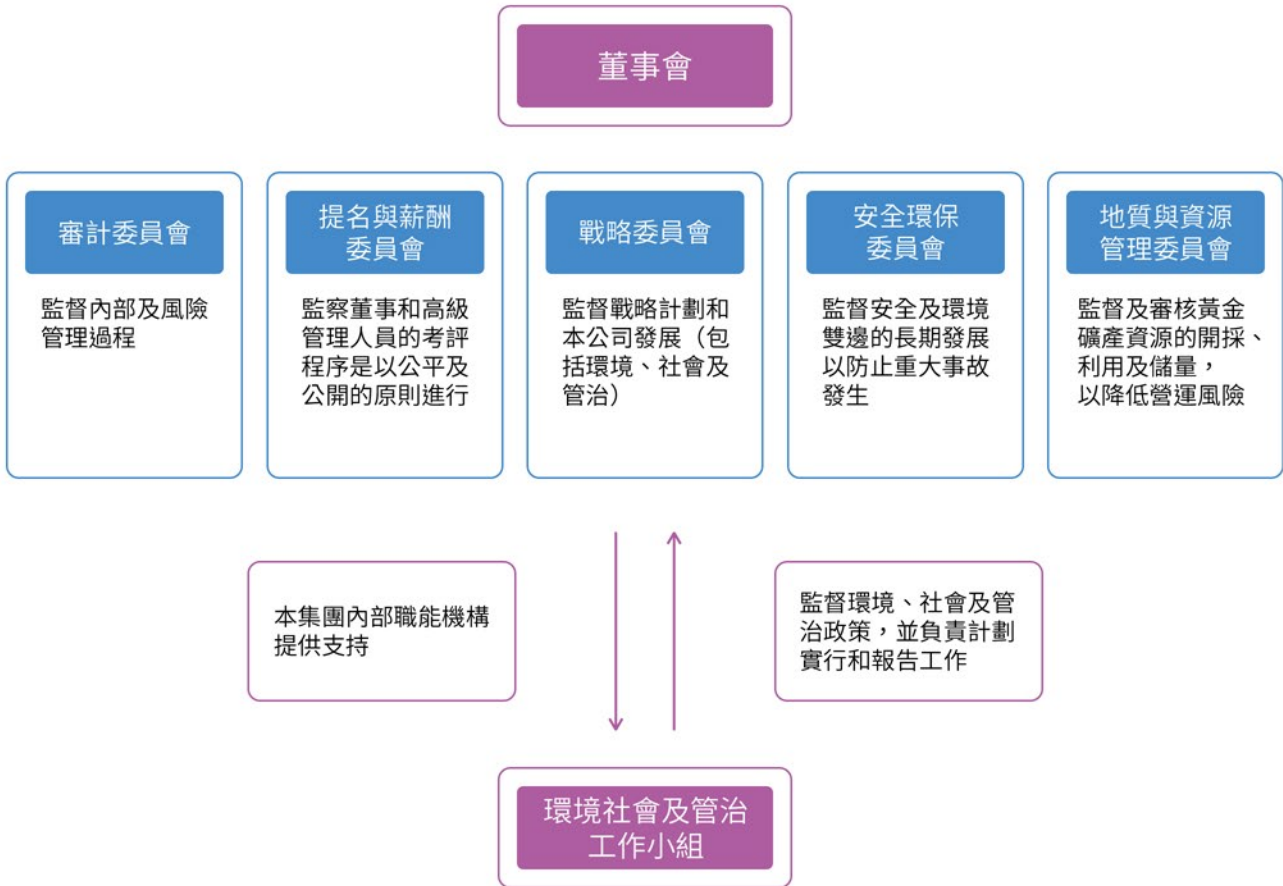 董事會
審計委員會
監督內部及風險
管理過程
提名與薪酬
委員會
監察董事和高級
管理人員的考評
程序是以公平及
公開的原則進行
戰略委員會
監督戰略計劃和
本公司發展（包
括環境、社會及
管治）
安全環保
委員會
監督安全及環境
雙邊的長期發展
以防止重大事故
發生
地質與資源
管理委員會
監督及審核黃金
礦產資源的開採、
利用及儲量，
以降低營運風險
本集團內部職能機構
提供支持
監督環境、社會及管
治政策，並負責計劃
實行和報告工作
環境社會及管治
工作小組